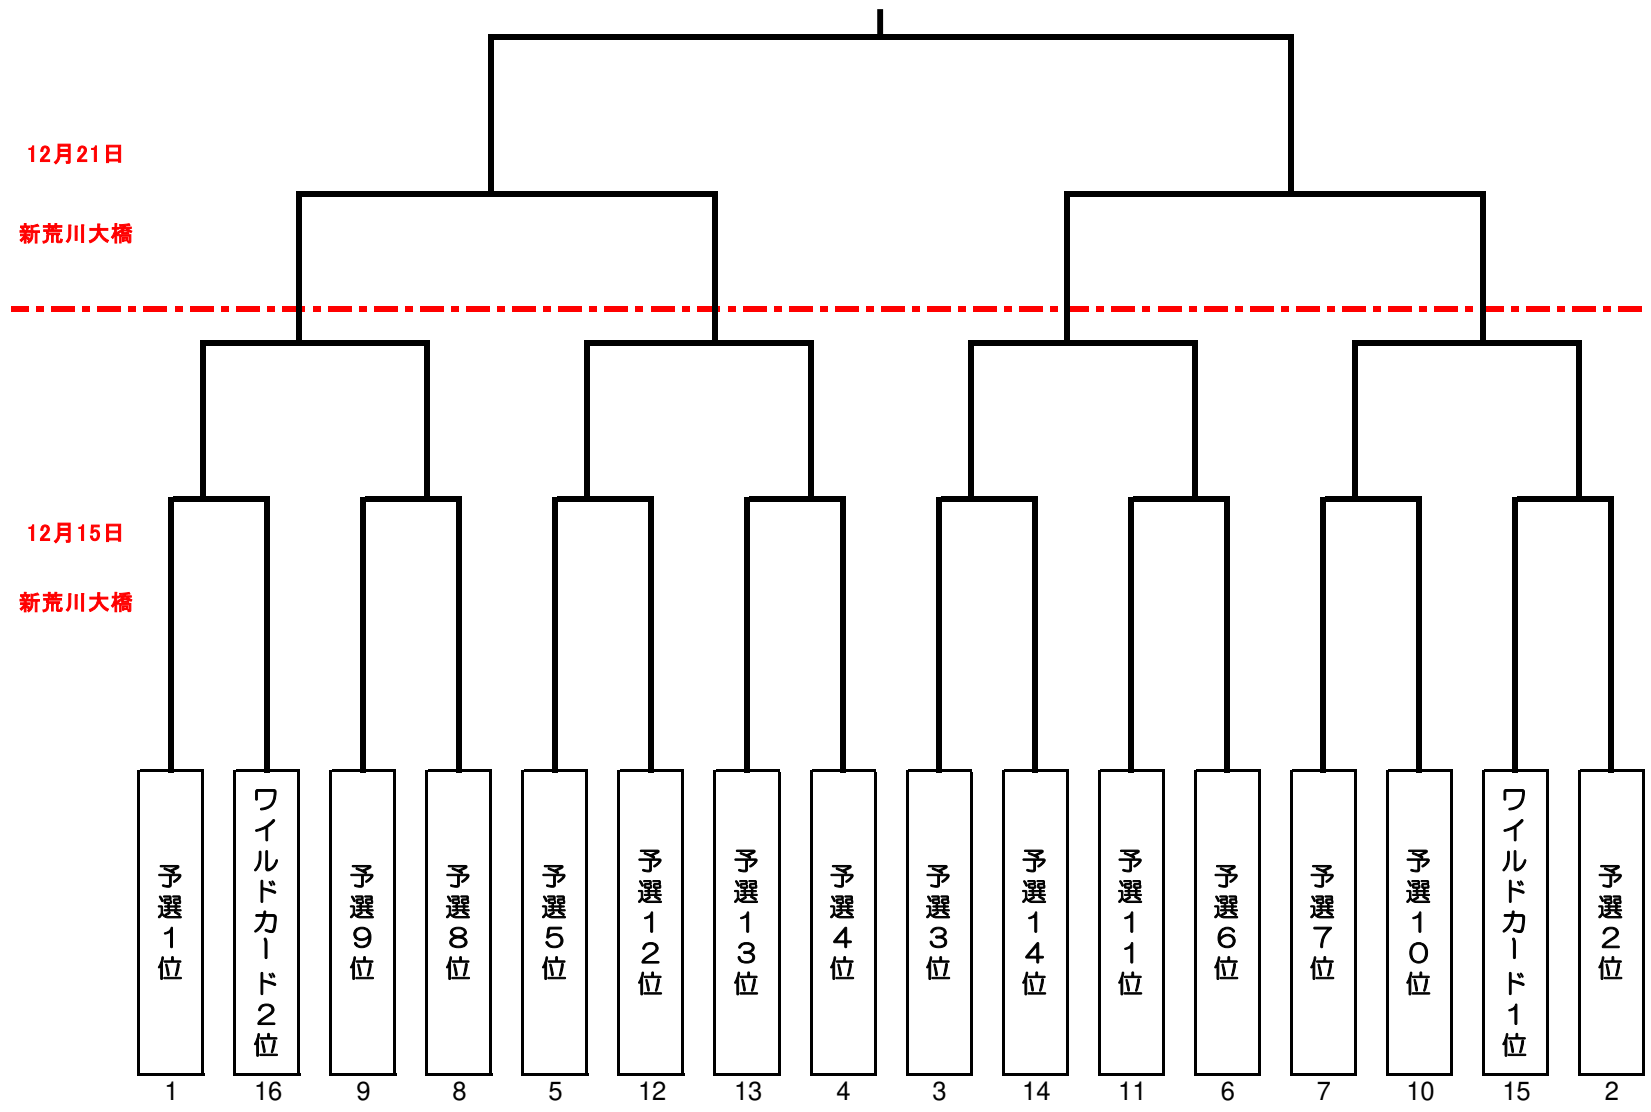 12月21日
新荒川大橋
12月15日
新荒川大橋
予選1位
ワイルドカード2位
予選9位
予選8位
予選5位
予選12位
予選13位
予選4位
予選3位
予選14位
予選11位
予選6位
予選7位
予選10位
ワイルドカード1位
予選2位
1 16 9 8 5 12 13 4 3 14 11 6 7 10 15 2